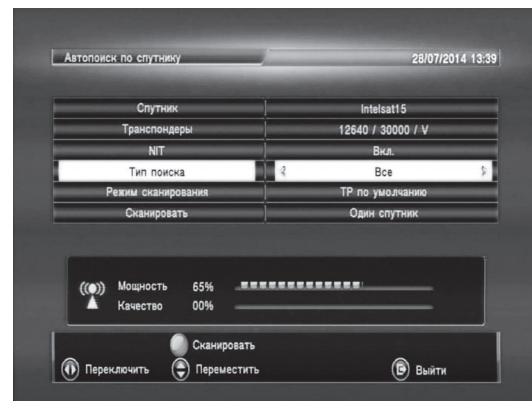 Автопоиск по спутнику 28/07/2014 13:39
Спутник Intelsat15
Транспондеры 12640 / 30000 / V
NIT Вкл.
Тип поиска Все
Режим сканирования ТР по умолчанию
Сканировать Один спутник
Мощность 65%
Качество 00%
Сканировать
Переключить Переместить Выйти